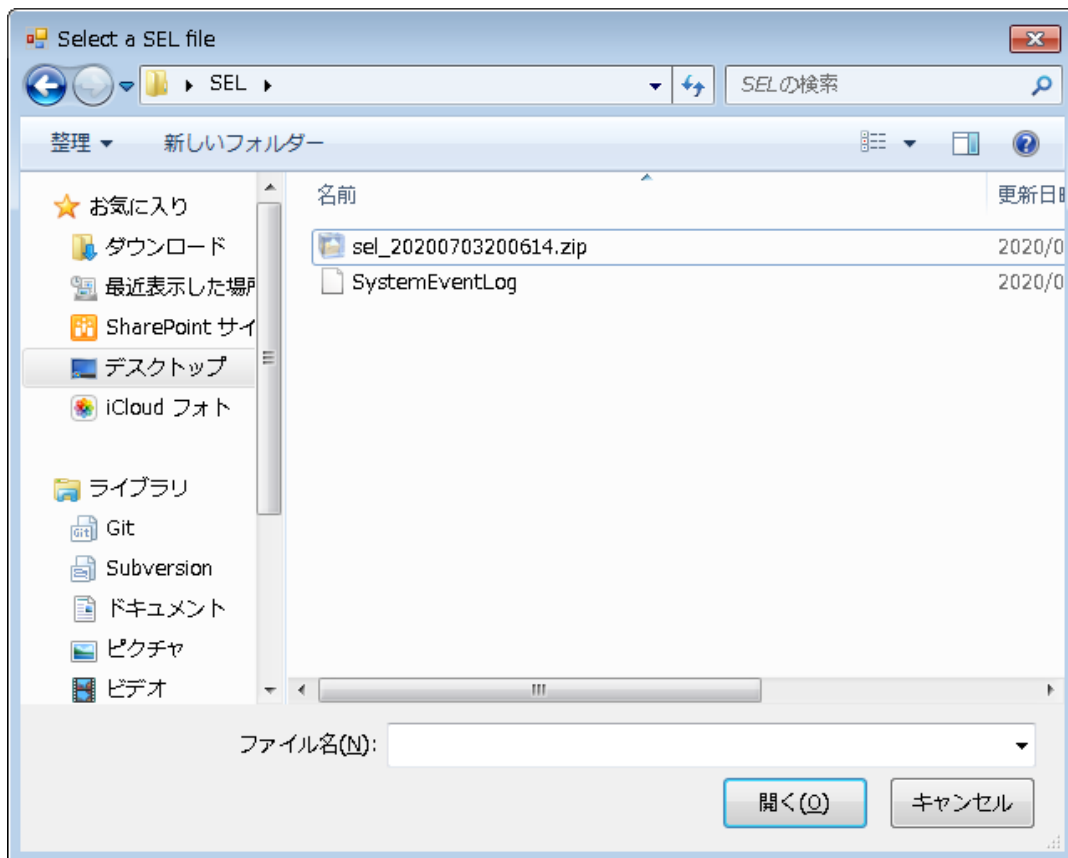 Select a SEL file
SEL
SELの検索
整理
新しいフォルダー
お気に入り
ダウンロード
最近表示した場所
SharePoint サイ
デスクトップ
iCloud フォト
ライブラリ
Git
Subversion
ドキュメント
ピクチャ
ビデオ
名前
更新日時
sel_20200703200614.zip
2020/0
SystemEventLog
2020/0
ファイル名(N):
開く(O)
キャンセル